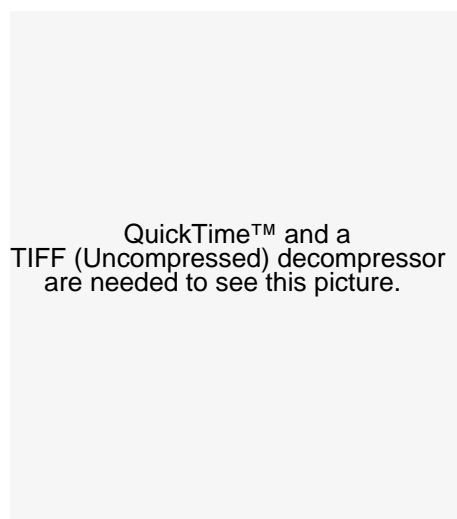 QuickTime™ and a
TIFF (Uncompressed) decompressor
are needed to see this picture.